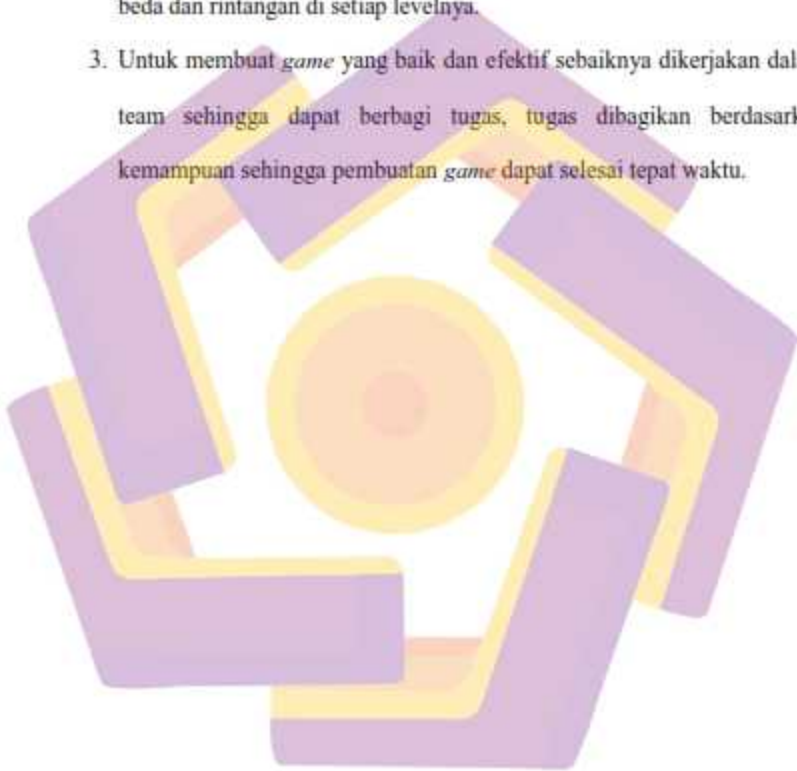 beda dan rintangan di setiap levelnya.
3. Untuk membuat game yang baik dan efektif sebaiknya dikerjakan dal
team sehingga dapat berbagi tugas, tugas dibagikan berdasark
kemampuan sehingga pembuatan game dapat selesai tepat waktu.